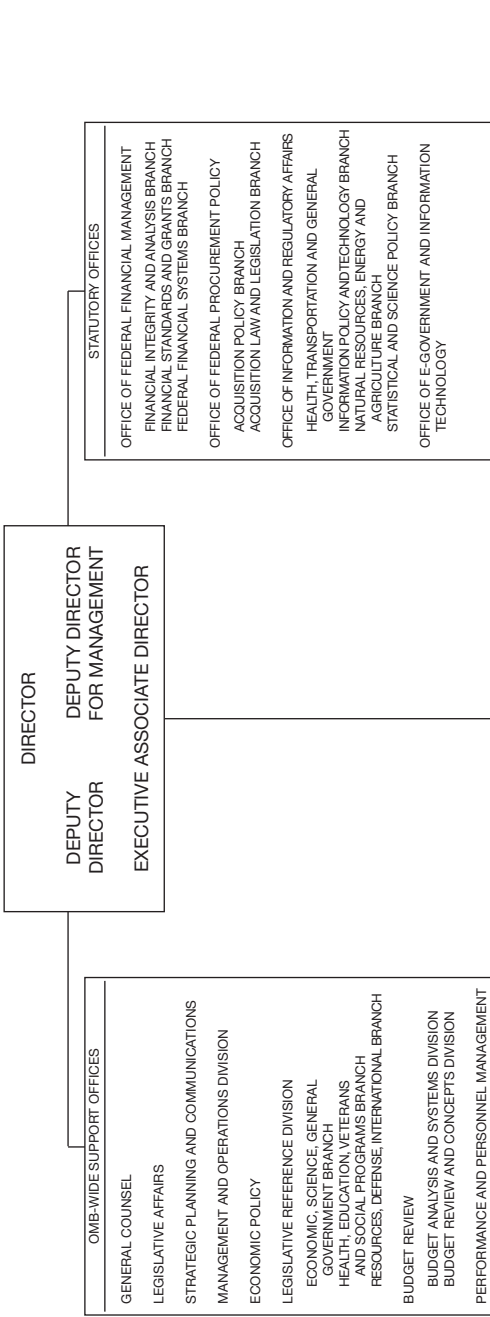 DIRECTOR
DEPUTY
DIRECTOR
DEPUTY DIRECTOR
FOR MANAGEMENT
EXECUTIVE ASSOCIATE DIRECTOR
OMB-WIDE SUPPORT OFFICES
GENERAL COUNSEL
LEGISLATIVE AFFAIRS
STRATEGIC PLANNING AND COMMUNICATIONS
MANAGEMENT AND OPERATIONS DIVISION
ECONOMIC POLICY
LEGISLATIVE REFERENCE DIVISION
ECONOMIC, SCIENCE, GENERAL
GOVERNMENT BRANCH
HEALTH, EDUCATION, VETERANS
AND SOCIAL PROGRAMS BRANCH
RESOURCES, DEFENSE, INTERNATIONAL BRANCH
BUDGET REVIEW
BUDGET ANALYSIS AND SYSTEMS DIVISION
BUDGET REVIEW AND CONCEPTS DIVISION
PERFORMANCE AND PERSONNEL MANAGEMENT
STATUTORY OFFICES
OFFICE OF FEDERAL FINANCIAL MANAGEMENT
FINANCIAL INTEGRITY AND ANALYSIS BRANCH
FINANCIAL STANDARDS AND GRANTS BRANCH
FEDERAL FINANCIAL SYSTEMS BRANCH
OFFICE OF FEDERAL PROCUREMENT POLICY
ACQUISITION POLICY BRANCH
ACQUISITION LAW AND LEGISLATION BRANCH
OFFICE OF INFORMATION AND REGULATORY AFFAIRS
HEALTH, TRANSPORTATION AND GENERAL
GOVERNMENT
INFORMATION POLICY AND TECHNOLOGY BRANCH
NATURAL RESOURCES, ENERGY AND
AGRICULTURE BRANCH
STATISTICAL AND SCIENCE POLICY BRANCH
OFFICE OF E-GOVERNMENT AND INFORMATION
TECHNOLOGY